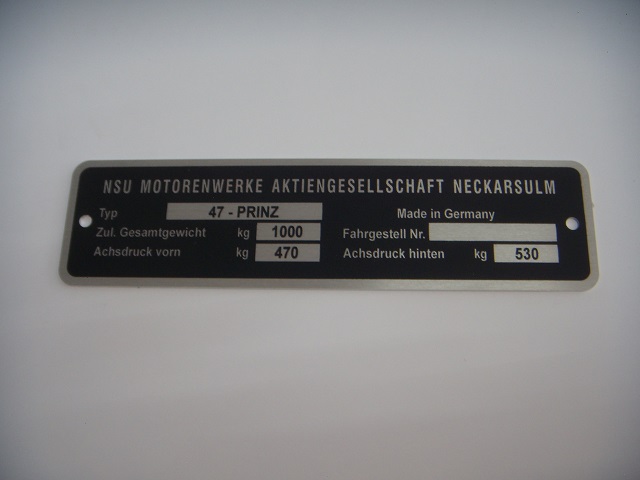 NSU MOTORENWERKE AKTIENGESELLSCHAFT NECKARSULM
Typ 47 - PRINZ Made in Germany
Zul. Gesamtgewicht kg 1000 Fahrgestell Nr.
Achsdruck vorn kg 470 Achsdruck hinten kg 530